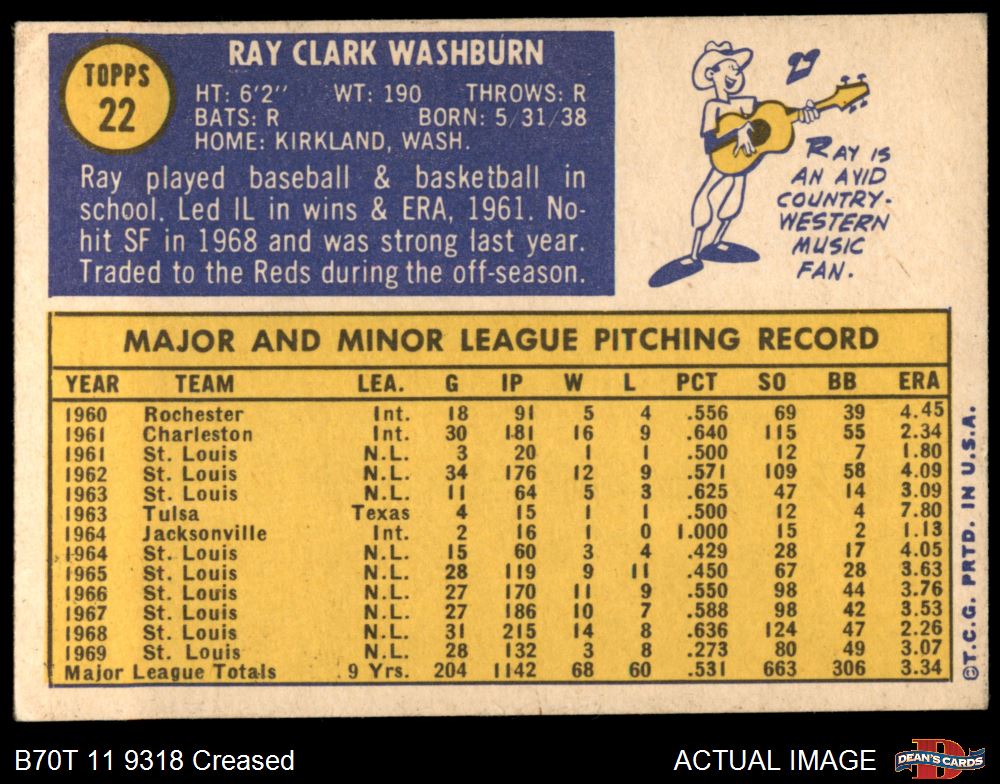 TOPPS
22
RAY CLARK WASHBURN
HT: 6'2" WT: 190 THROWS: R
BATS: R BORN: 5/31/38
HOME: KIRKLAND, WASH.
Ray played baseball & basketball in
school. Led IL in wins & ERA, 1961. No-
hit SF in 1968 and was strong last year.
Traded to the Reds during the off-season.
RAY IS
AN AVID
COUNTRY-
WESTERN
MUSIC
FAN.
MAJOR AND MINOR LEAGUE PITCHING RECORD
YEAR TEAM LEA. G IP W L PCT SO BB ERA
1960 Rochester Int. 18 91 5 4 .556 69 39 4.45
1961 Charleston Int. 30 181 16 9 .640 115 55 2.34
1961 St. Louis N.L. 3 20 1 1 .500 12 7 1.80
1962 St. Louis N.L. 34 176 12 9 .571 109 58 4.09
1963 St. Louis N.L. 11 64 5 3 .625 47 14 3.09
1963 Tulsa Texas 4 15 1 1 .500 12 4 7.80
1964 Jacksonville Int. 2 16 1 0 1.000 15 2 1.13
1964 St. Louis N.L. 15 60 3 4 .429 28 17 4.05
1965 St. Louis N.L. 28 119 9 11 .450 67 28 3.63
1966 St. Louis N.L. 27 170 11 9 .550 98 44 3.76
1967 St. Louis N.L. 27 186 10 7 .588 98 42 3.53
1968 St. Louis N.L. 31 215 14 8 .636 124 47 2.26
1969 St. Louis N.L. 28 132 3 8 .273 80 49 3.07
Major League Totals 9 Yrs. 204 1142 68 60 .531 663 306 3.34
©T.C.G. PRTD. IN U.S.A.
B70T 11 9318 Creased
ACTUAL IMAGE
DEAN'S CARDS